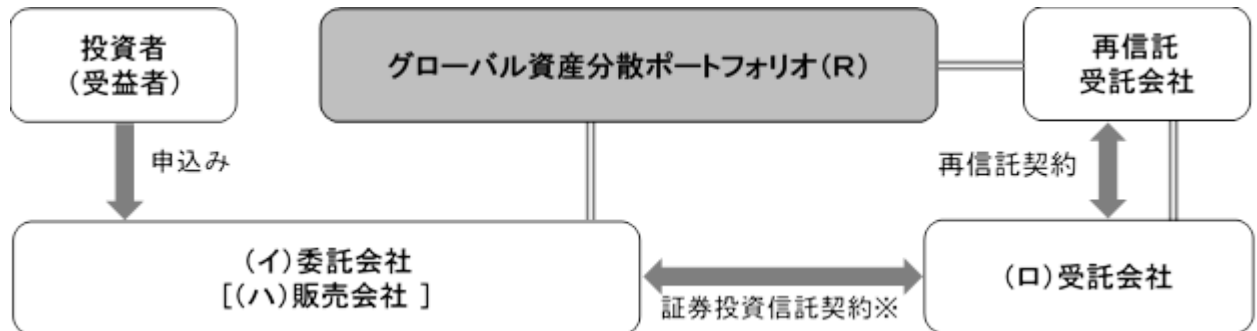 投資者
(受益者)
グローバル資産分散ポートフォリオ(R)
再信託
受託会社
申込み
再信託契約
(イ)委託会社
[(ハ)販売会社 ]
証券投資信託契約※
(ロ)受託会社